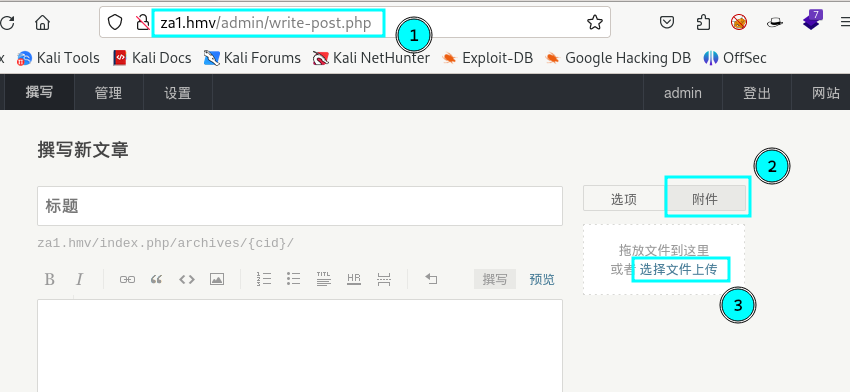 za1.hmv/admin/write-post.php
1
7
Kali Tools Kali Docs Kali Forums Kali NetHunter Exploit-DB Google Hacking DB OffSec
撰写 管理 设置 admin 登出 网站
撰写新文章
2
标题
选项 附件
za1.hmv/index.php/archives/{cid}/
拖放文件到这里
或者 选择文件上传
B I HR 撰写 预览
3